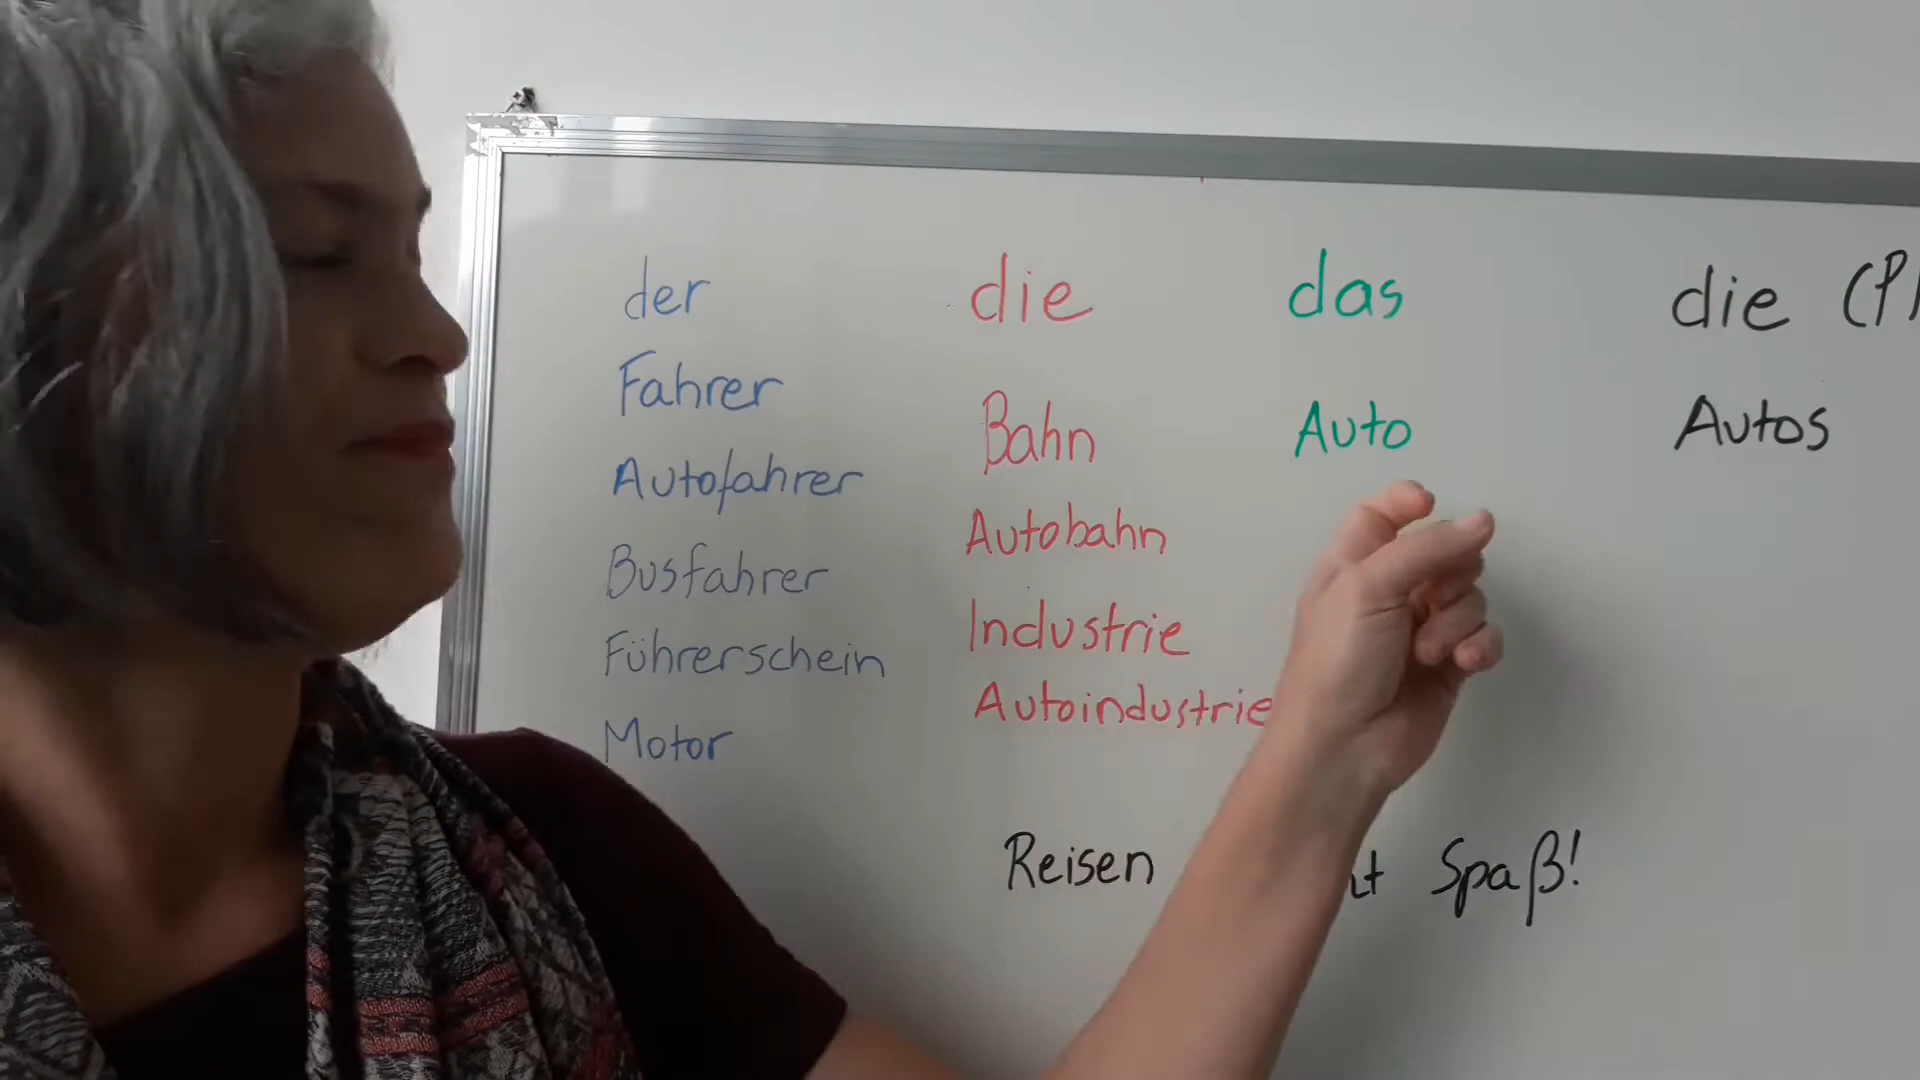 der die das die (Pl
Fahrer Bahn Auto Autos
Autofahrer Autobahn
Busfahrer Industrie
Führerschein Autoindustrie
Motor
Reisen Spaß!